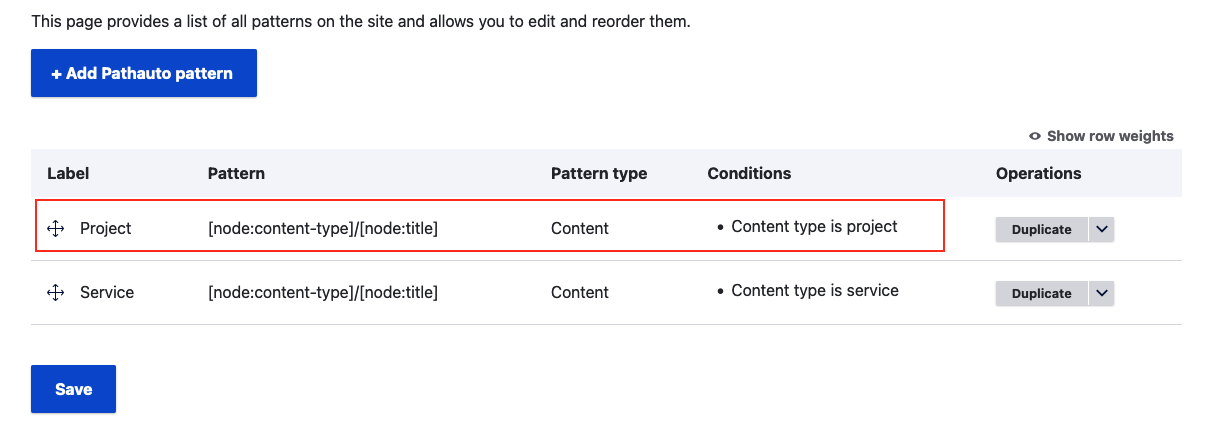 This page provides a list of all patterns on the site and allows you to edit and reorder them.
+ Add Pathauto pattern
Show row weights
Label Pattern Pattern type Conditions Operations
Project [node:content-type]/[node:title] Content • Content type is project Duplicate
Service [node:content-type]/[node:title] Content • Content type is service Duplicate
Save